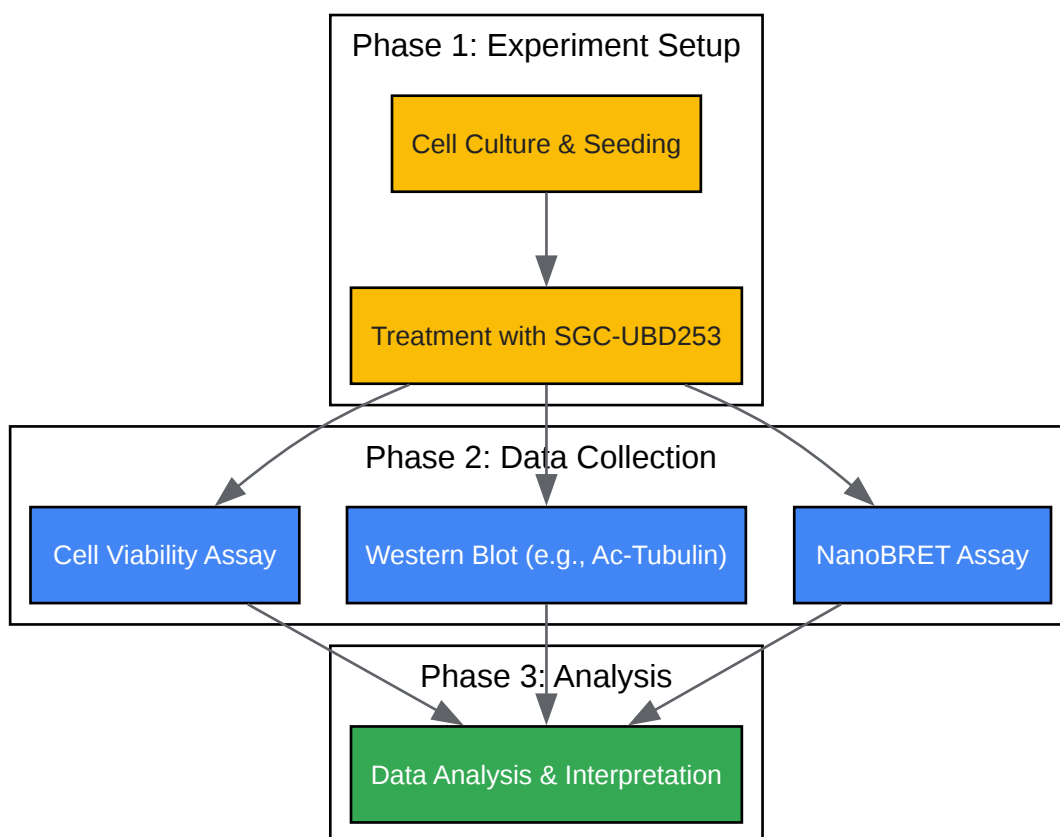 Phase 1: Experiment Setup
Cell Culture & Seeding
Treatment with SGC-UBD253
Phase 2: Data Collection
Cell Viability Assay
Western Blot (e.g., Ac-Tubulin)
NanoBRET Assay
Phase 3: Analysis
Data Analysis & Interpretation